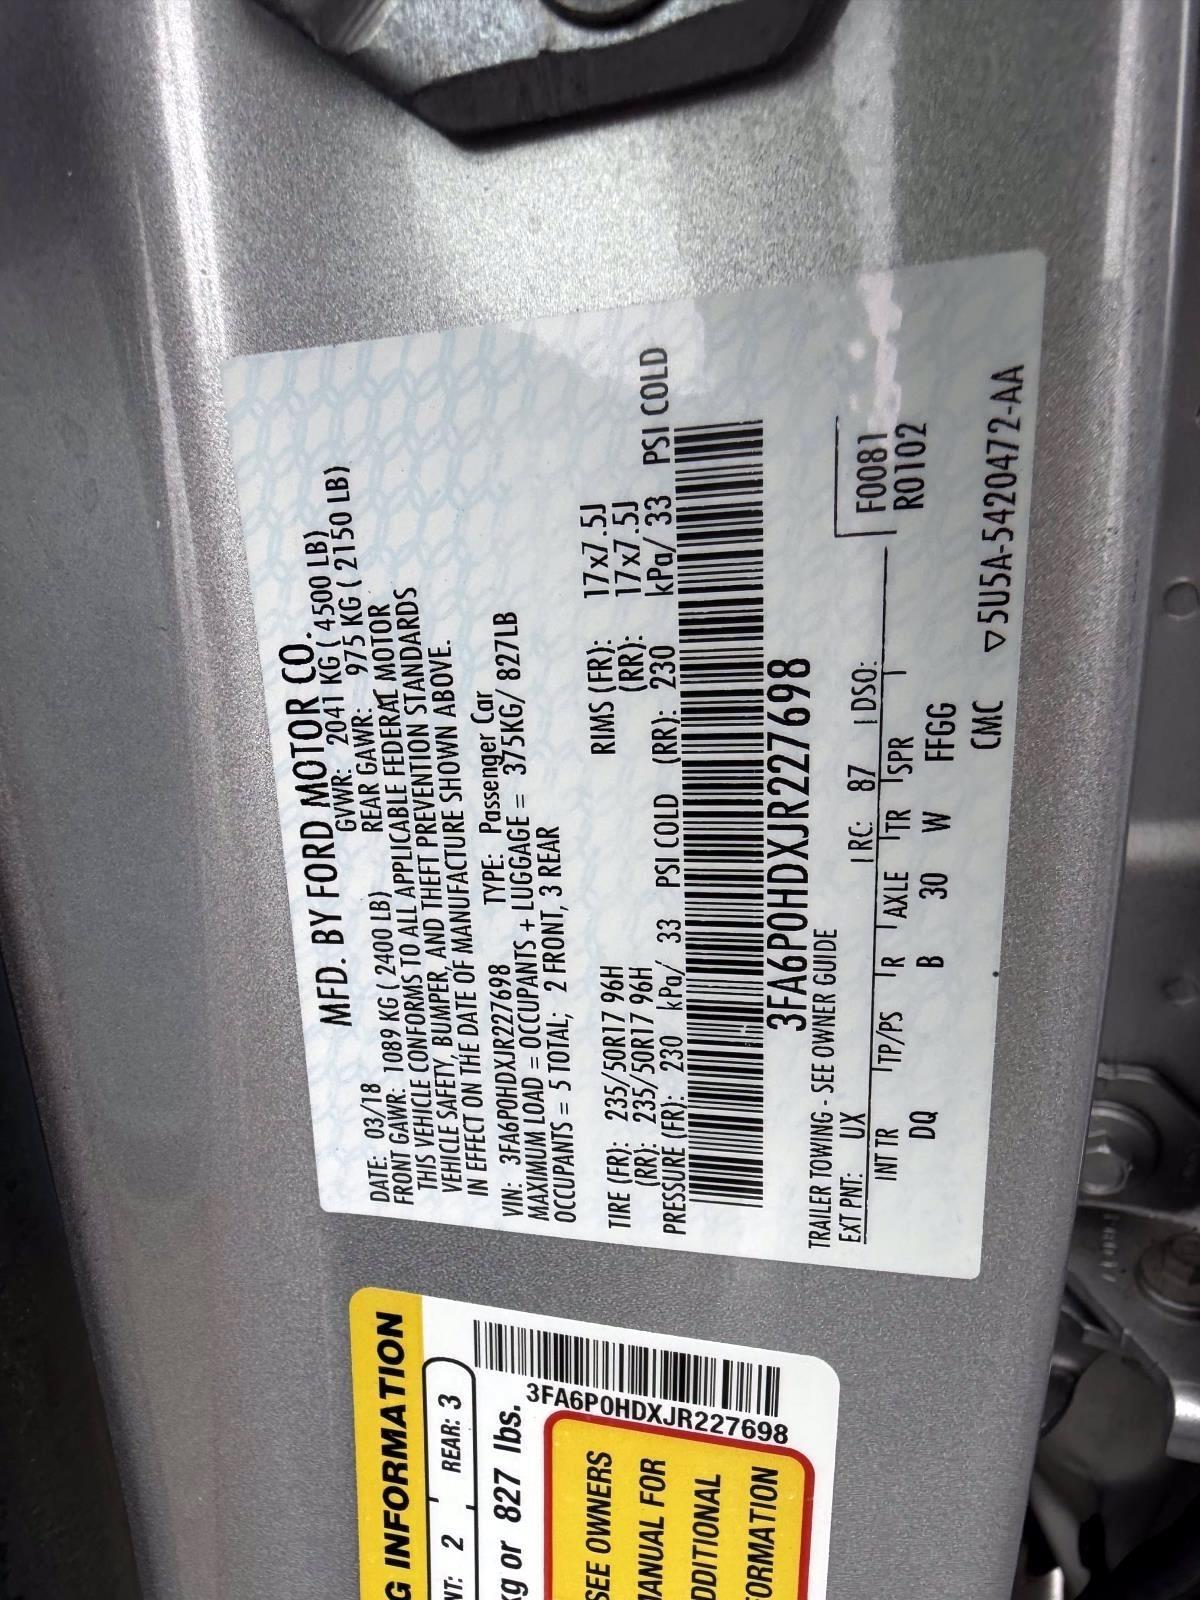 MFD. BY FORD MOTOR CO.
DATE: 03/18 GVWR: 2041 KG ( 4500 LB)
FRONT GAWR: 1089 KG ( 2400 LB) REAR GAWR: 975 KG ( 2150 LB)
THIS VEHICLE CONFORMS TO ALL APPLICABLE FEDERAL MOTOR
VEHICLE SAFETY, BUMPER, AND THEFT PREVENTION STANDARDS
IN EFFECT ON THE DATE OF MANUFACTURE SHOWN ABOVE.
VIN: 3FA6P0HDXJR227698 TYPE: Passenger Car
MAXIMUM LOAD = OCCUPANTS + LUGGAGE = 375KG/ 827LB
OCCUPANTS = 5 TOTAL; 2 FRONT, 3 REAR
TIRE (FR): 235/50R17 96H RIMS (FR): 17x7.5J
(RR): 235/50R17 96H (RR): 17x7.5J
PRESSURE (FR): 230 kPa/ 33 PSI COLD (RR): 230 kPa/ 33 PSI COLD
3FA6P0HDXJR227698
TRAILER TOWING - SEE OWNER GUIDE
EXT PNT: UX RC: 87 DSO: F0081
INT TR TP/PS R AXLE TR SPR R0102
DQ B 30 W FFGG
CMC ▽5U5A-5420472-AA
G INFORMATION
NT: 2 REAR: 3
kg or 827 lbs.
3FA6P0HDXJR227698
SEE OWNERS
MANUAL FOR
ADDITIONAL
INFORMATION